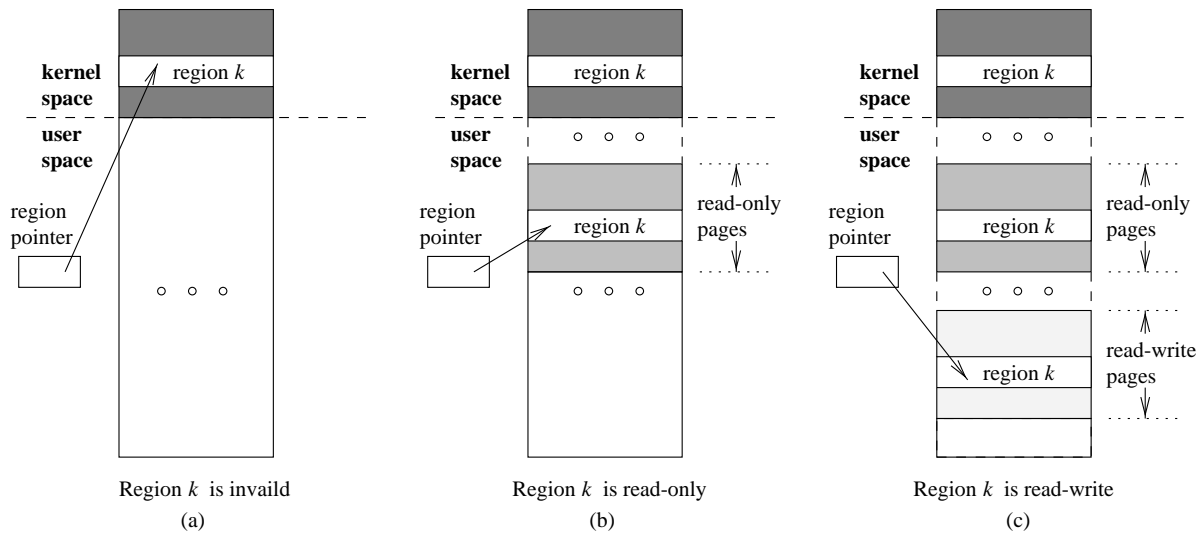 kernel
space
region k
user
space
region
pointer
Region k is invaild
(a)
kernel
space
region k
user
space
read-only
pages
region
pointer
region k
Region k is read-only
(b)
kernel
space
region k
user
space
read-only
pages
region k
region
pointer
read-write
pages
region k
Region k is read-write
(c)